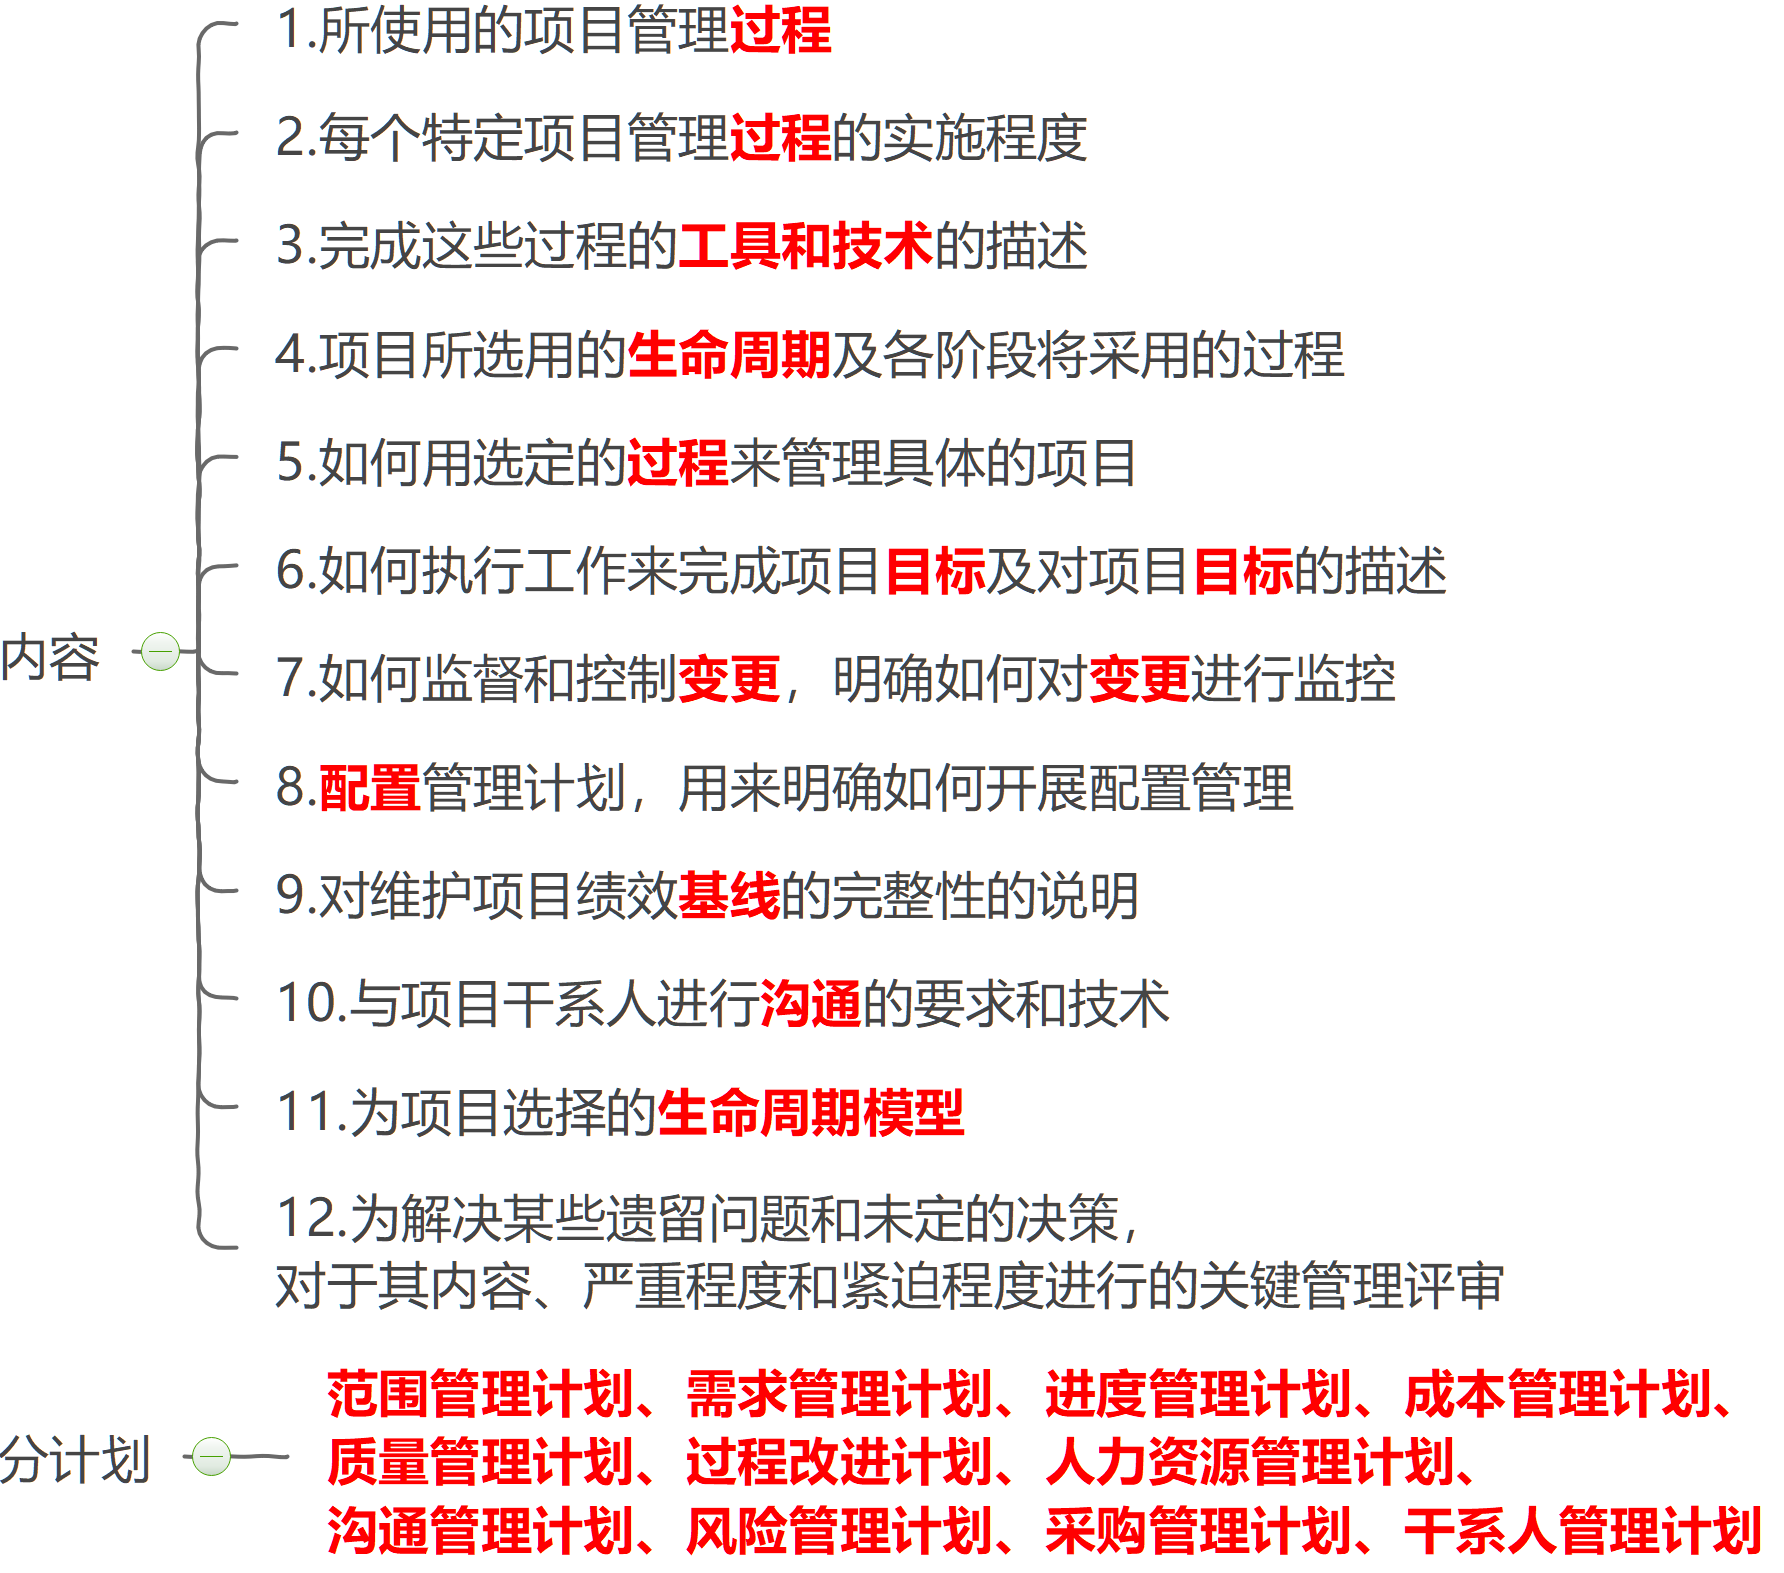 1.所使用的项目管理过程
2.每个特定项目管理过程的实施程度
3.完成这些过程的工具和技术的描述
4.项目所选用的生命周期及各阶段将采用的过程
5.如何用选定的过程来管理具体的项目
6.如何执行工作来完成项目目标及对项目目标的描述
内容
7.如何监督和控制变更，明确如何对变更进行监控
8.配置管理计划，用来明确如何开展配置管理
9.对维护项目绩效基线的完整性的说明
10.与项目干系人进行沟通的要求和技术
11.为项目选择的生命周期模型
12.为解决某些遗留问题和未定的决策，
对于其内容、严重程度和紧迫程度进行的关键管理评审
范围管理计划、需求管理计划、进度管理计划、成本管理计划、
分计划
质量管理计划、过程改进计划、人力资源管理计划、
沟通管理计划、风险管理计划、采购管理计划、干系人管理计划